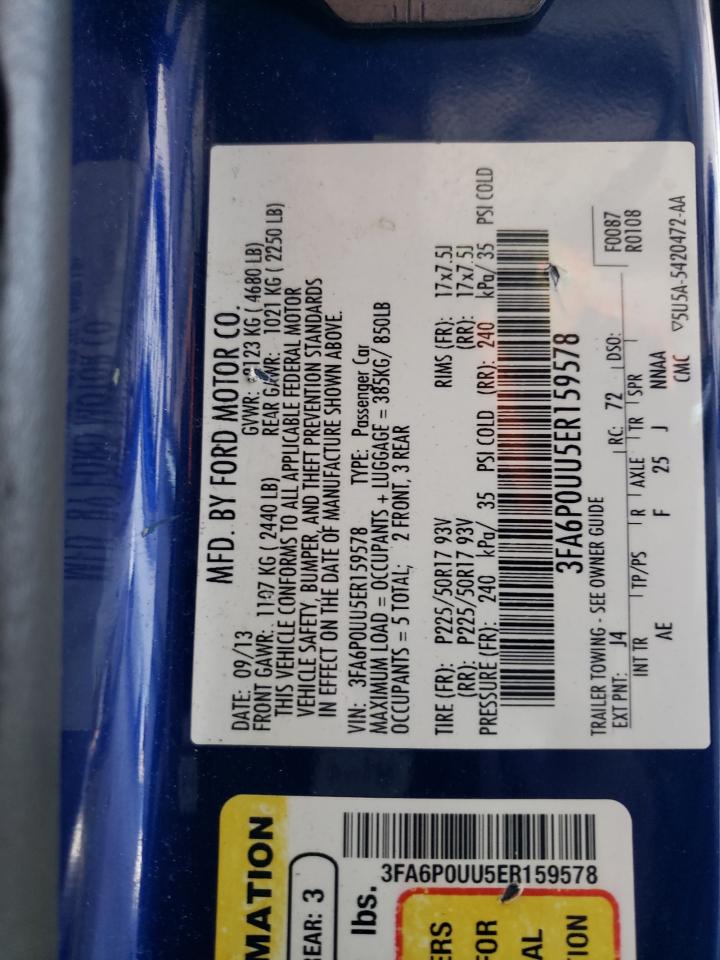 MFD. BY FORD MOTOR CO.
DATE: 09/13 GVWR: 2123 KG ( 4680 LB)
FRONT GAWR: 1107 KG ( 2440 LB) REAR GAWR: 1021 KG ( 2250 LB)
THIS VEHICLE CONFORMS TO ALL APPLICABLE FEDERAL MOTOR
VEHICLE SAFETY, BUMPER, AND THEFT PREVENTION STANDARDS
IN EFFECT ON THE DATE OF MANUFACTURE SHOWN ABOVE.
VIN: 3FA6P0UU5ER159578 TYPE: Passenger Car
MAXIMUM LOAD = OCCUPANTS + LUGGAGE = 385KG/ 850LB
OCCUPANTS = 5 TOTAL; 2 FRONT, 3 REAR
TIRE (FR): P225/50R17 93V RIMS (FR): 17x7.5J
(RR): P225/50R17 93V (RR): 17x7.5J
PRESSURE (FR): 240 kPa/ 35 PSI COLD (RR): 240 kPa/ 35 PSI COLD
3FA6P0UU5ER159578
TRAILER TOWING - SEE OWNER GUIDE
F0087
R0108
EXT PNT: J4 RC: 72 DSO:
INT TR TP/PS R AXLE TR SPR
AE F 25 J NNAA
CMC ▽5U5A-5420472-AA
MATION
EAR: 3
lbs.
3FA6P0UU5ER159578
ERS
FOR
AL
TION